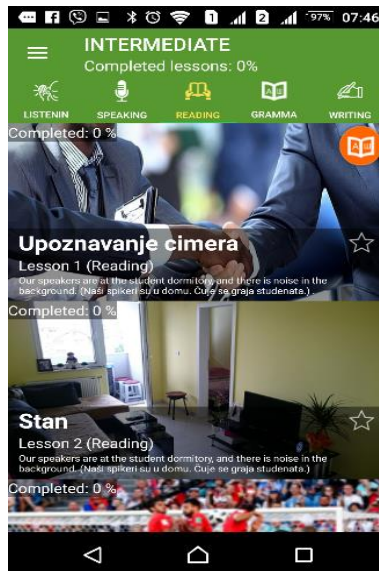 1 2 97% 07:46
INTERMEDIATE
Completed lessons: 0%
LISTENIN SPEAKING READING GRAMMA WRITING
Completed: 0 %
Upoznavanje cimera
Lesson 1 (Reading)
Our speakers are at the student dormitory, and there is noise in the
background. (Naši spikeri su u domu. Čuje se graja studenata.)
Completed: 0 %
Stan
Lesson 2 (Reading)
Our speakers are at the student dormitory, and there is noise in the
background. (Naši spikeri su u domu. Čuje se graja studenata.)
Completed: 0 %